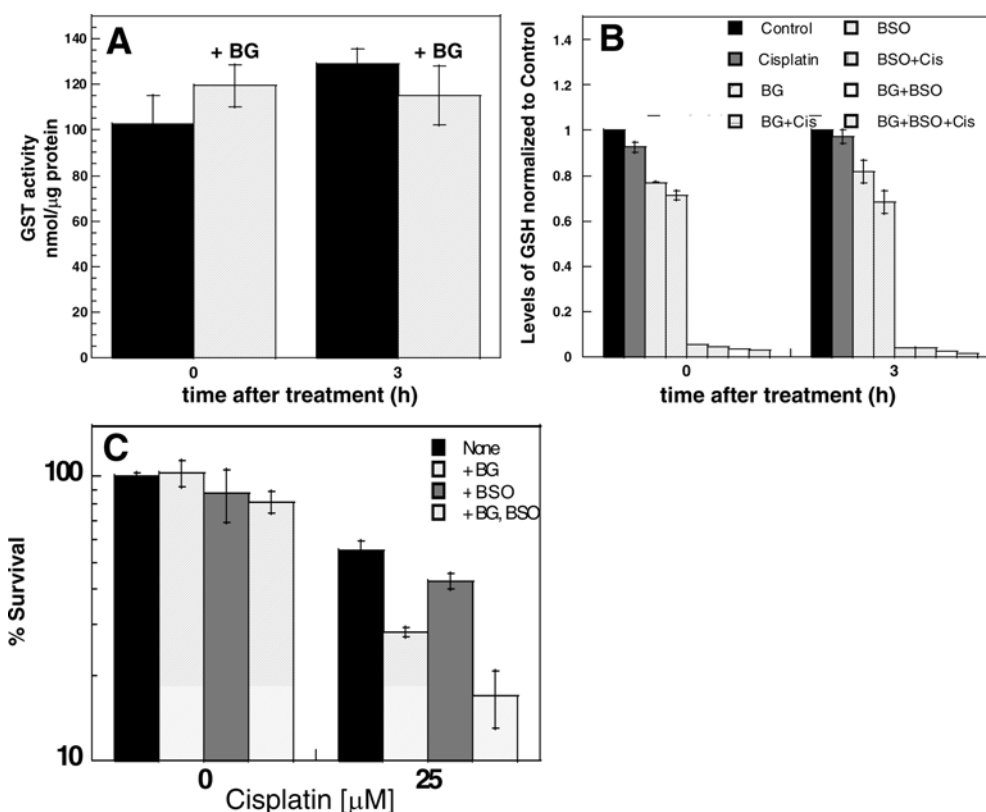 A
+ BG
+ BG
GST activity
nmol/μg protein
140
120
100
80
60
40
20
0
0
3
time after treatment (h)
B
Control
Cisplatin
BG
BG+Cis
BSO
BSO+Cis
BG+BSO
BG+BSO+Cis
Levels of GSH normalized to Control
1.4
1.2
1
0.8
0.6
0.4
0.2
0
0
3
time after treatment (h)
C
None
+ BG
+ BSO
+ BG, BSO
% Survival
100
10
0
25
Cisplatin [μM]